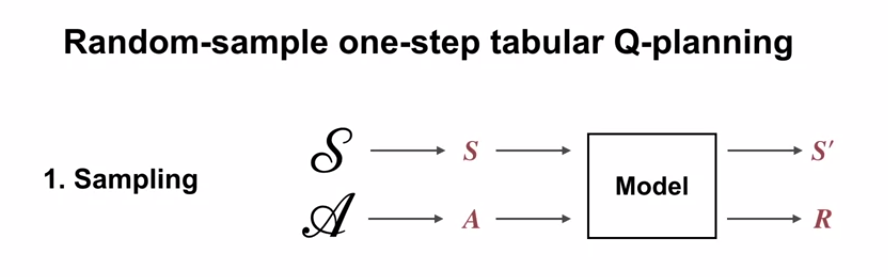 Random-sample one-step tabular Q-planning
𝒮 S S′
1. Sampling
Model
𝒜 A R